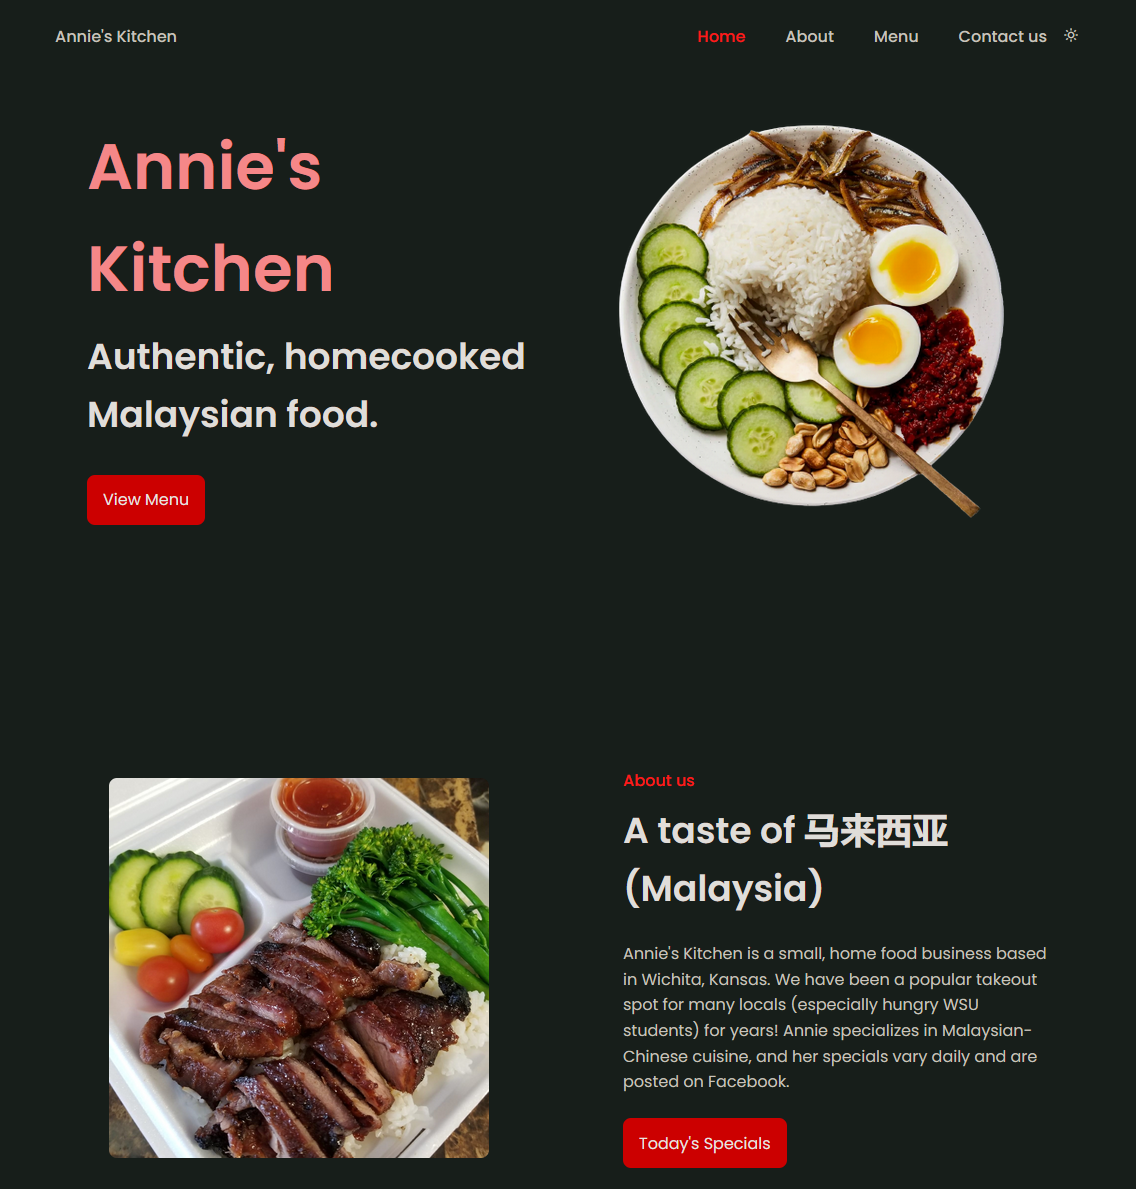 Annie's Kitchen
Home About Menu Contact us
Annie's
Kitchen
Authentic, homecooked
Malaysian food.
View Menu
About us
A taste of 马来西亚
(Malaysia)
Annie's Kitchen is a small, home food business based
in Wichita, Kansas. We have been a popular takeout
spot for many locals (especially hungry WSU
students) for years! Annie specializes in Malaysian-
Chinese cuisine, and her specials vary daily and are
posted on Facebook.
Today's Specials